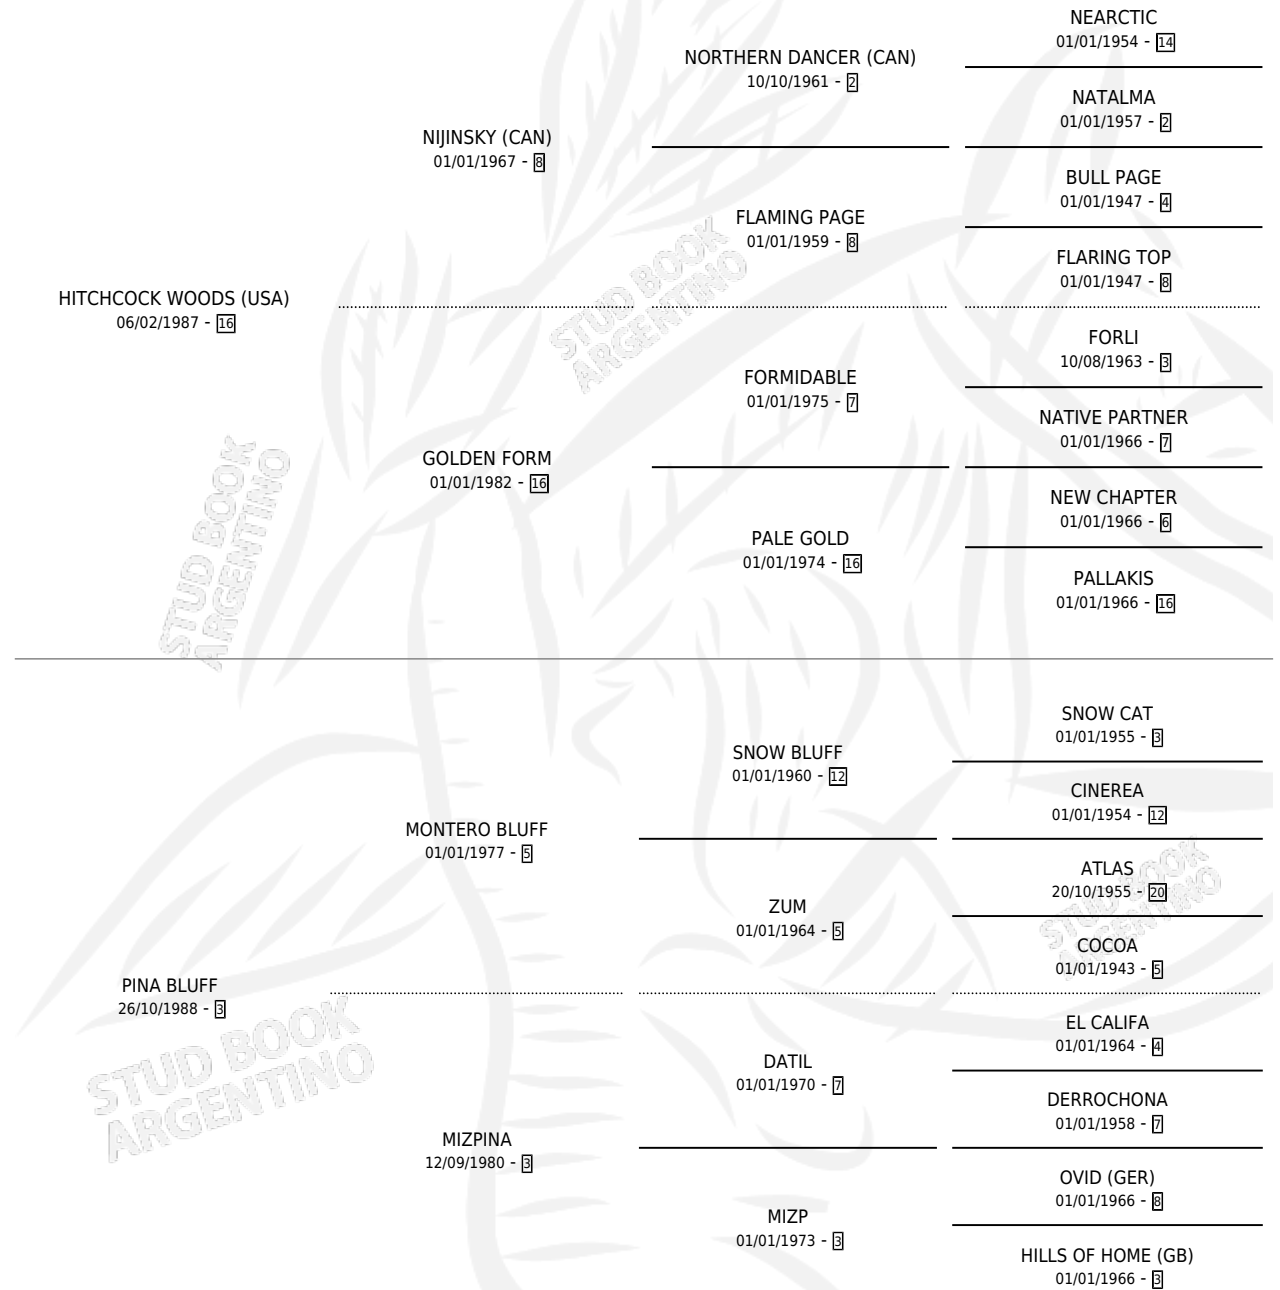 NEARCTIC
01/01/1954 - 14
NORTHERN DANCER (CAN)
10/10/1961 - 2
NATALMA
01/01/1957 - 2
NIJINSKY (CAN)
01/01/1967 - 8
BULL PAGE
01/01/1947 - 4
FLAMING PAGE
01/01/1959 - 8
FLARING TOP
01/01/1947 - 8
HITCHCOCK WOODS (USA)
06/02/1987 - 16
FORLI
10/08/1963 - 3
FORMIDABLE
01/01/1975 - 7
NATIVE PARTNER
01/01/1966 - 7
GOLDEN FORM
01/01/1982 - 16
NEW CHAPTER
01/01/1966 - 6
PALE GOLD
01/01/1974 - 16
PALLAKIS
01/01/1966 - 16
SNOW CAT
01/01/1955 - 3
SNOW BLUFF
01/01/1960 - 12
CINEREA
01/01/1954 - 12
MONTERO BLUFF
01/01/1977 - 5
ATLAS
20/10/1955 - 20
ZUM
01/01/1964 - 5
COCOA
01/01/1943 - 5
PINA BLUFF
26/10/1988 - 3
EL CALIFA
01/01/1964 - 4
DATIL
01/01/1970 - 7
DERROCHONA
01/01/1958 - 7
MIZPINA
12/09/1980 - 3
OVID (GER)
01/01/1966 - 8
MIZP
01/01/1973 - 3
HILLS OF HOME (GB)
01/01/1966 - 3
STUD BOOK
ARGENTINO
STUD BOOK
ARGENTINO
STUD BOOK
ARGENTINO
STUD BOOK
ARGENTINO